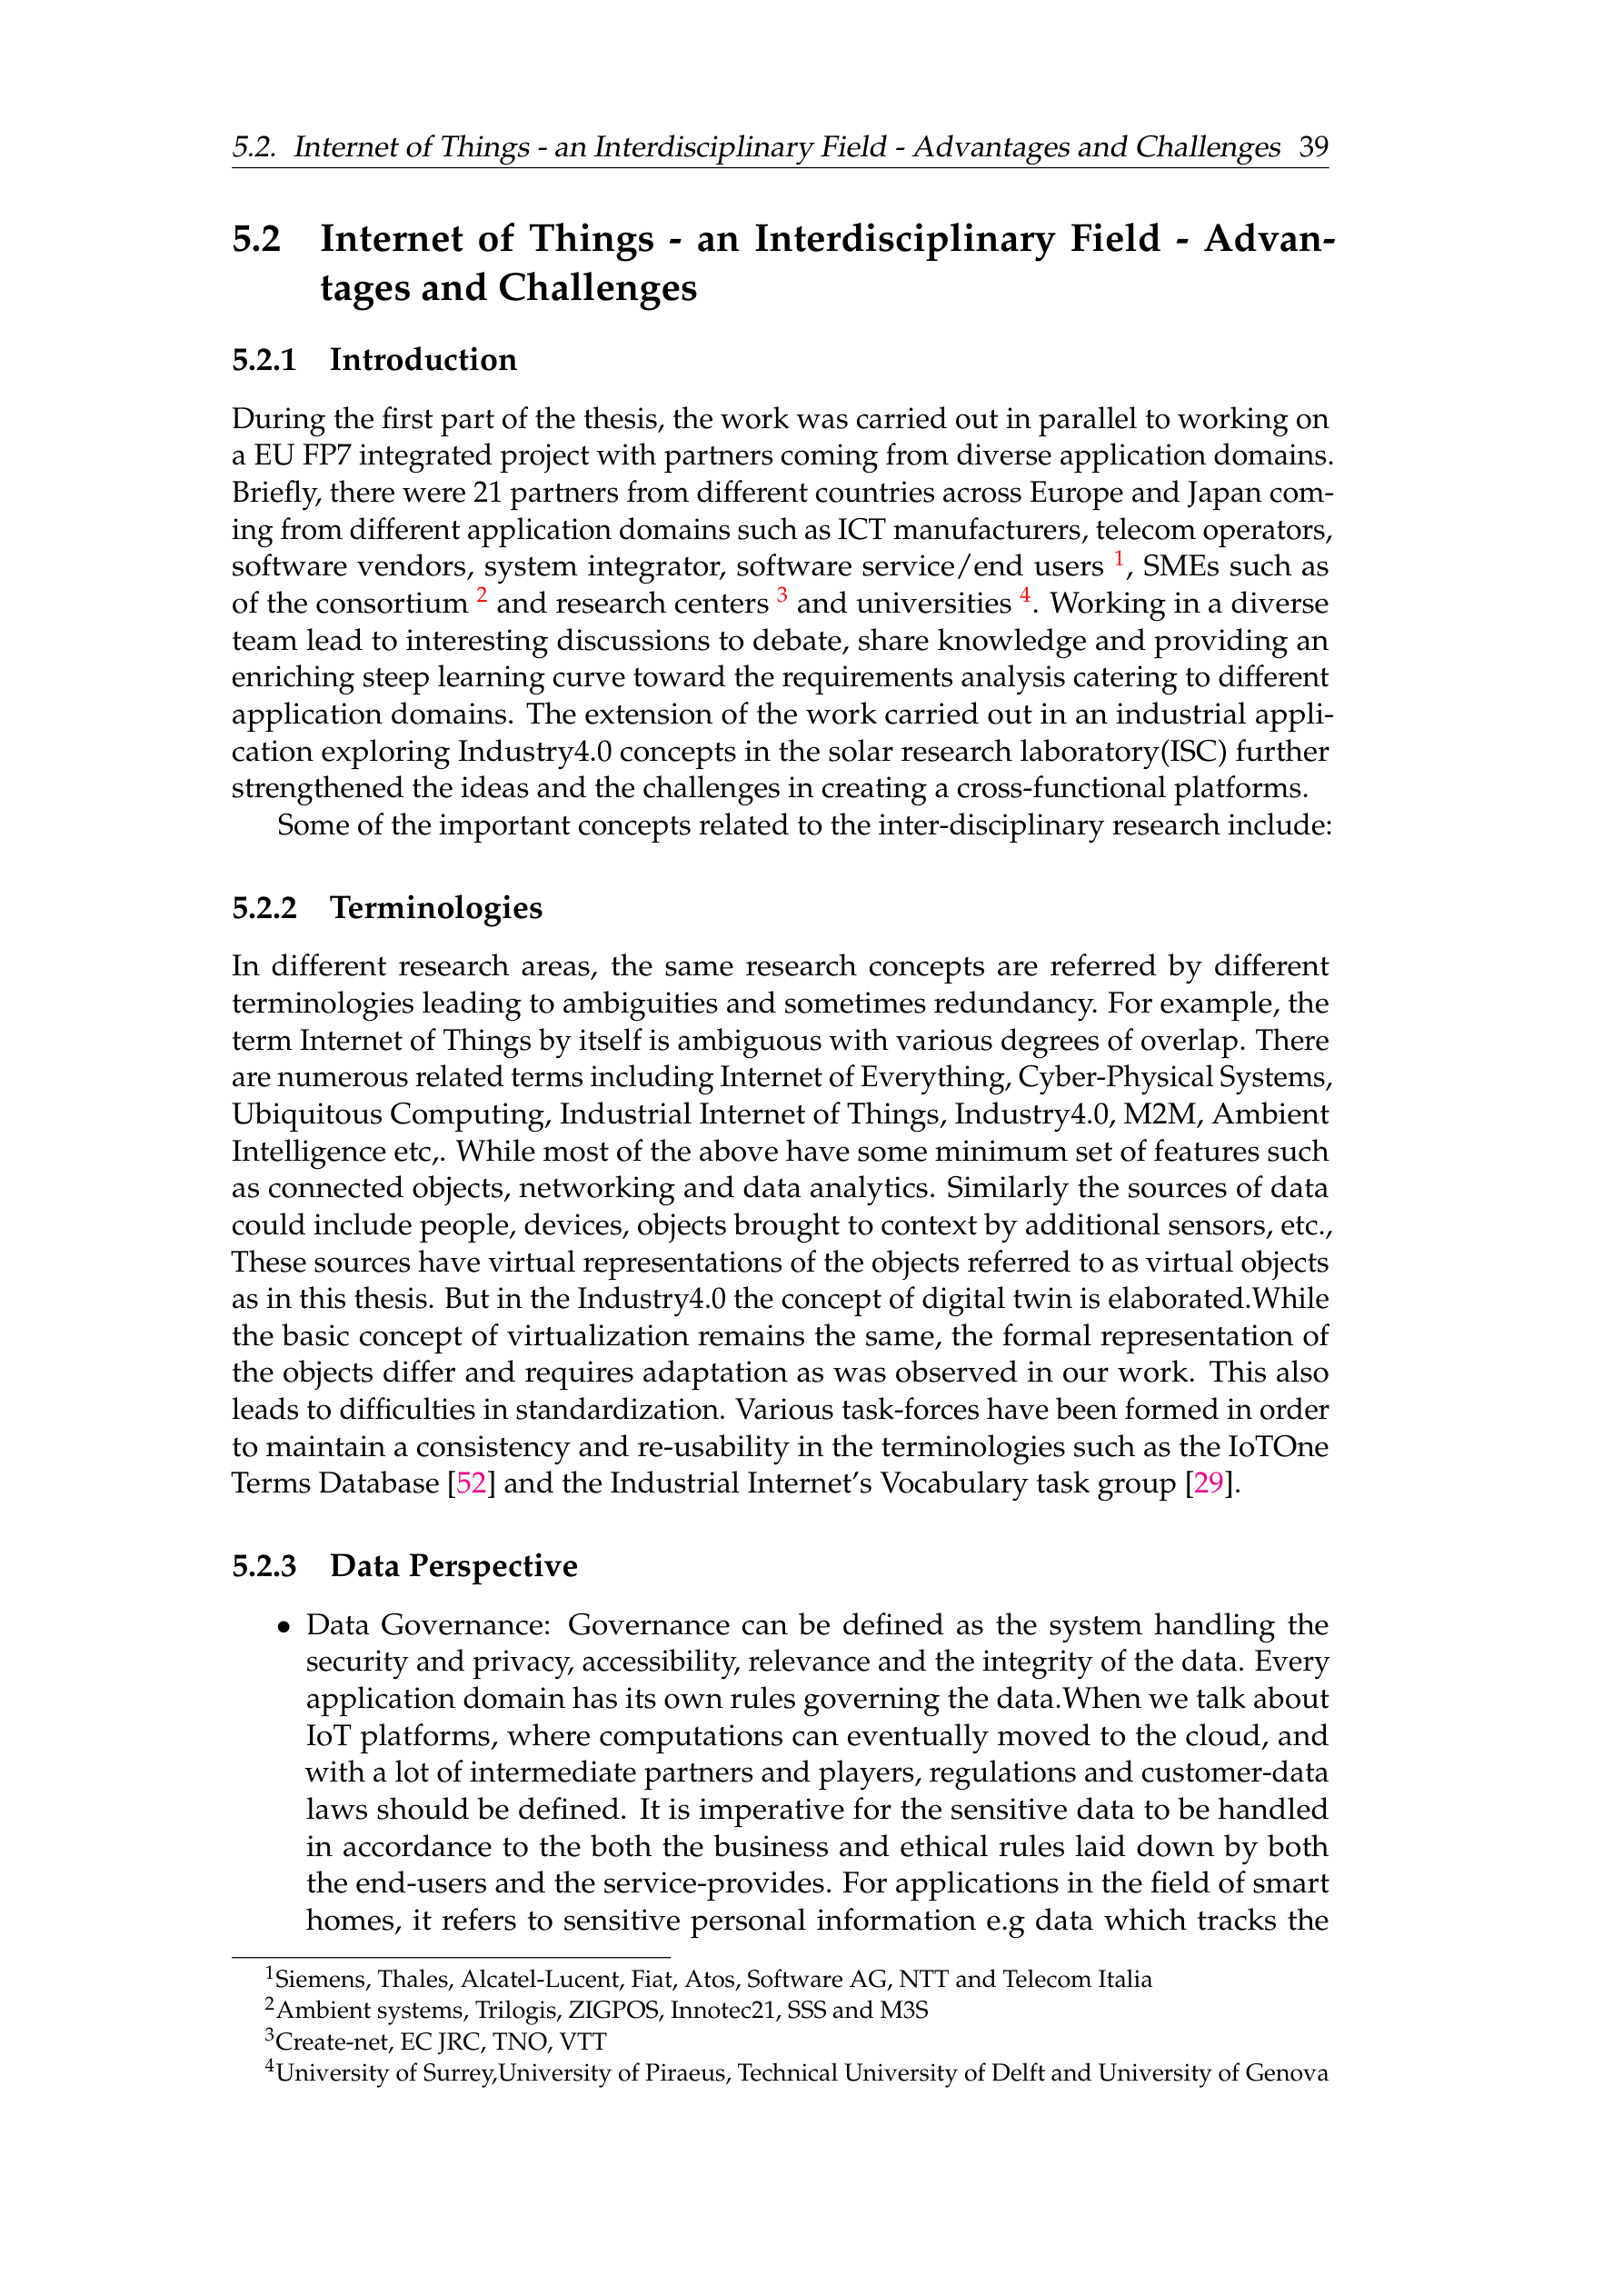 5.2. Internet of Things - an Interdisciplinary Field - Advantages and Challenges 39
5.2 Internet of Things - an Interdisciplinary Field - Advan-
tages and Challenges
5.2.1 Introduction
During the first part of the thesis, the work was carried out in parallel to working on
a EU FP7 integrated project with partners coming from diverse application domains.
Briefly, there were 21 partners from different countries across Europe and Japan com-
ing from different application domains such as ICT manufacturers, telecom operators,
software vendors, system integrator, software service/end users 1, SMEs such as
of the consortium 2 and research centers 3 and universities 4. Working in a diverse
team lead to interesting discussions to debate, share knowledge and providing an
enriching steep learning curve toward the requirements analysis catering to different
application domains. The extension of the work carried out in an industrial appli-
cation exploring Industry4.0 concepts in the solar research laboratory(ISC) further
strengthened the ideas and the challenges in creating a cross-functional platforms.
Some of the important concepts related to the inter-disciplinary research include:
5.2.2 Terminologies
In different research areas, the same research concepts are referred by different
terminologies leading to ambiguities and sometimes redundancy. For example, the
term Internet of Things by itself is ambiguous with various degrees of overlap. There
are numerous related terms including Internet of Everything, Cyber-Physical Systems,
Ubiquitous Computing, Industrial Internet of Things, Industry4.0, M2M, Ambient
Intelligence etc,. While most of the above have some minimum set of features such
as connected objects, networking and data analytics. Similarly the sources of data
could include people, devices, objects brought to context by additional sensors, etc.,
These sources have virtual representations of the objects referred to as virtual objects
as in this thesis. But in the Industry4.0 the concept of digital twin is elaborated.While
the basic concept of virtualization remains the same, the formal representation of
the objects differ and requires adaptation as was observed in our work. This also
leads to difficulties in standardization. Various task-forces have been formed in order
to maintain a consistency and re-usability in the terminologies such as the IoTOne
Terms Database [52] and the Industrial Internet's Vocabulary task group [29].
5.2.3 Data Perspective
• Data Governance: Governance can be defined as the system handling the
security and privacy, accessibility, relevance and the integrity of the data. Every
application domain has its own rules governing the data.When we talk about
IoT platforms, where computations can eventually moved to the cloud, and
with a lot of intermediate partners and players, regulations and customer-data
laws should be defined. It is imperative for the sensitive data to be handled
in accordance to the both the business and ethical rules laid down by both
the end-users and the service-provides. For applications in the field of smart
homes, it refers to sensitive personal information e.g data which tracks the
1Siemens, Thales, Alcatel-Lucent, Fiat, Atos, Software AG, NTT and Telecom Italia
2Ambient systems, Trilogis, ZIGPOS, Innotec21, SSS and M3S
3Create-net, EC JRC, TNO, VTT
4University of Surrey,University of Piraeus, Technical University of Delft and University of Genova